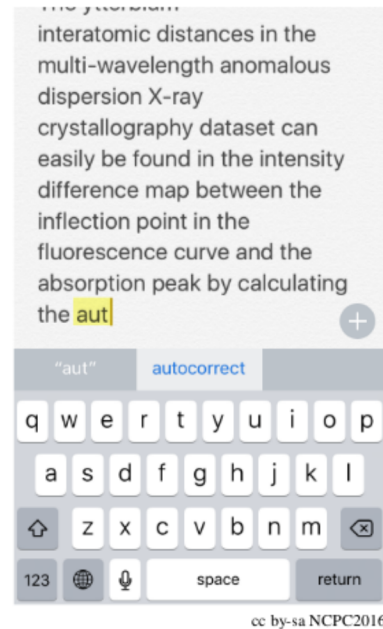 The ytterbium
interatomic distances in the
multi-wavelength anomalous
dispersion X-ray
crystallography dataset can
easily be found in the intensity
difference map between the
inflection point in the
fluorescence curve and the
absorption peak by calculating
the aut
"aut" autocorrect
q w e r t y u i o p
a s d f g h j k l
z x c v b n m
123 space return
cc by-sa NCPC2016